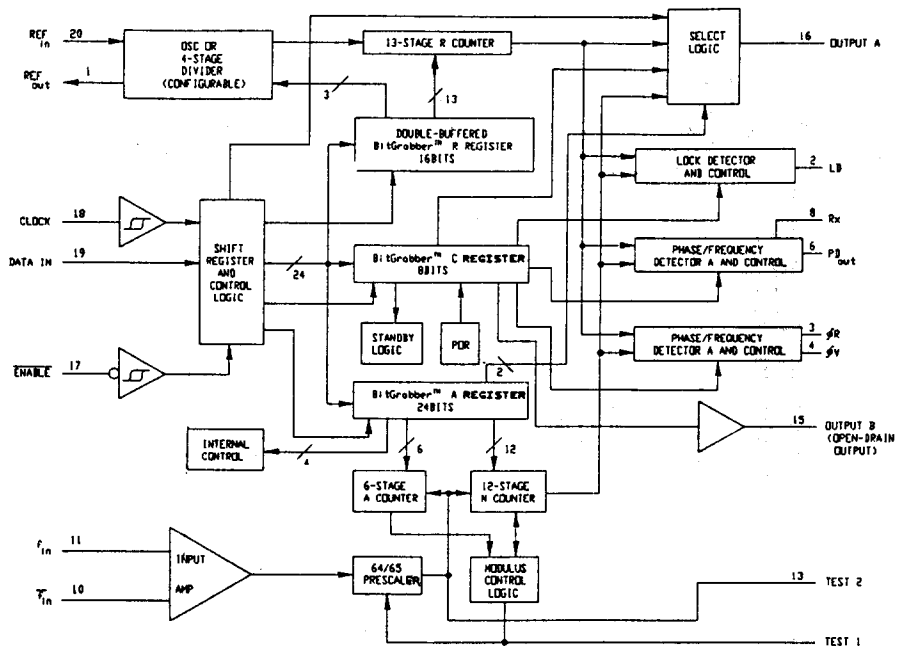 REF in
20
OSC OR
4-STAGE
DIVIDER
(CONFIGURABLE)
13-STAGE R COUNTER
SELECT
LOGIC
16
OUTPUT A
REF out
1
3
13
DOUBLE-BUFFERED
BitGrabber™ R REGISTER
16BITS
LOCK DETECTOR
AND CONTROL
2
LD
CLOCK
18
8
Rx
DATA IN
19
SHIFT
REGISTER
AND
CONTROL
LOGIC
24
BitGrabber™ C REGISTER
8BITS
PHASE/FREQUENCY
DETECTOR A AND CONTROL
6
PD out
STANDBY
LOGIC
POR
PHASE/FREQUENCY
DETECTOR A AND CONTROL
3
øR
4
øV
ENABLE
17
2
BitGrabber™ A REGISTER
24BITS
15
OUTPUT B
(OPEN-DRAIN
OUTPUT)
INTERNAL
CONTROL
4
6
12
6-STAGE
A COUNTER
12-STAGE
N COUNTER
f in
11
INPUT
AMP
64/65
PRESCALER
MODULUS
CONTROL
LOGIC
f in
10
13
TEST 2
9
TEST 1